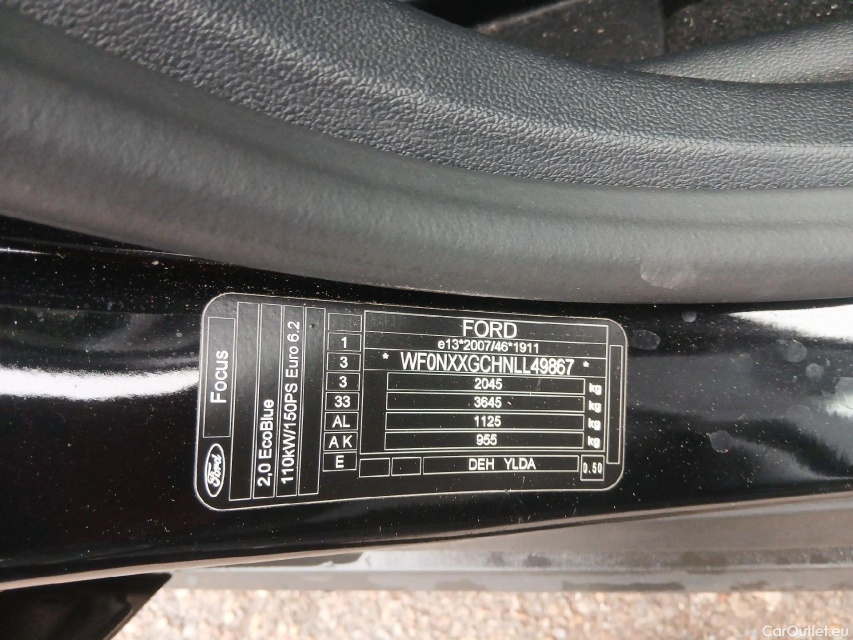 Focus
Ford
2,0 EcoBlue
110kW/150PS Euro 6.2
1
3
3
33
AL
A K
E
FORD
e13*2007/46*1911
* WF0NXXGCHNLL49867 *
2045 kg
3645 kg
1125 kg
955 kg
DEH YLDA 0.50
CarOutlet.eu